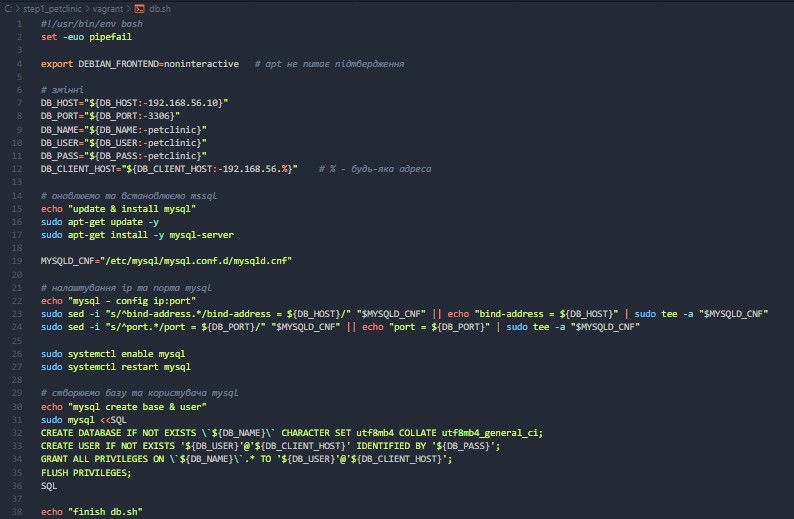 C: > step1_petclinic > vagrant > db.sh
1 #!/usr/bin/env bash
2 set -euo pipefail
3
4 export DEBIAN_FRONTEND=noninteractive   # apt не питає підтвердження
5
6 # змінні
7 DB_HOST="${DB_HOST:-192.168.56.10}"
8 DB_PORT="${DB_PORT:-3306}"
9 DB_NAME="${DB_NAME:-petclinic}"
10 DB_USER="${DB_USER:-petclinic}"
11 DB_PASS="${DB_PASS:-petclinic}"
12 DB_CLIENT_HOST="${DB_CLIENT_HOST:-192.168.56.%}"    # % - будь-яка адреса
13
14 # оновлюємо та встановлюємо mssql
15 echo "update & install mysql"
16 sudo apt-get update -y
17 sudo apt-get install -y mysql-server
18
19 MYSQLD_CNF="/etc/mysql/mysql.conf.d/mysqld.cnf"
20
21 # налаштування ip та порта mysql
22 echo "mysql - config ip:port"
23 sudo sed -i "s/^bind-address.*/bind-address = ${DB_HOST}/" "$MYSQLD_CNF" || echo "bind-address = ${DB_HOST}" | sudo tee -a "$MYSQLD_CNF"
24 sudo sed -i "s/^port.*/port = ${DB_PORT}/" "$MYSQLD_CNF" || echo "port = ${DB_PORT}" | sudo tee -a "$MYSQLD_CNF"
25
26 sudo systemctl enable mysql
27 sudo systemctl restart mysql
28
29 # створюємо базу та користувача mysql
30 echo "mysql create base & user"
31 sudo mysql <<SQL
32 CREATE DATABASE IF NOT EXISTS \`${DB_NAME}\` CHARACTER SET utf8mb4 COLLATE utf8mb4_general_ci;
33 CREATE USER IF NOT EXISTS '${DB_USER}'@'${DB_CLIENT_HOST}' IDENTIFIED BY '${DB_PASS}';
34 GRANT ALL PRIVILEGES ON \`${DB_NAME}\`.* TO '${DB_USER}'@'${DB_CLIENT_HOST}';
35 FLUSH PRIVILEGES;
36 SQL
37
38 echo "finish db.sh"